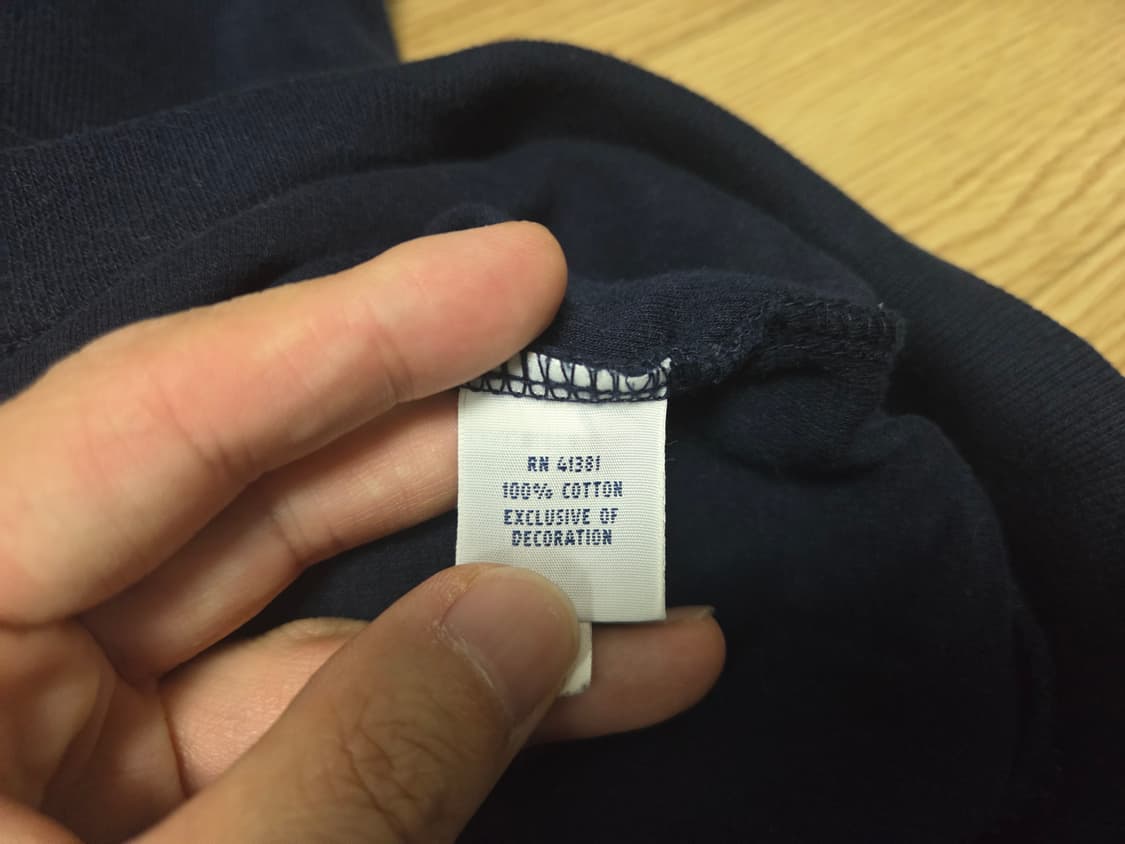 RN 41381
100% COTTON
EXCLUSIVE OF
DECORATION